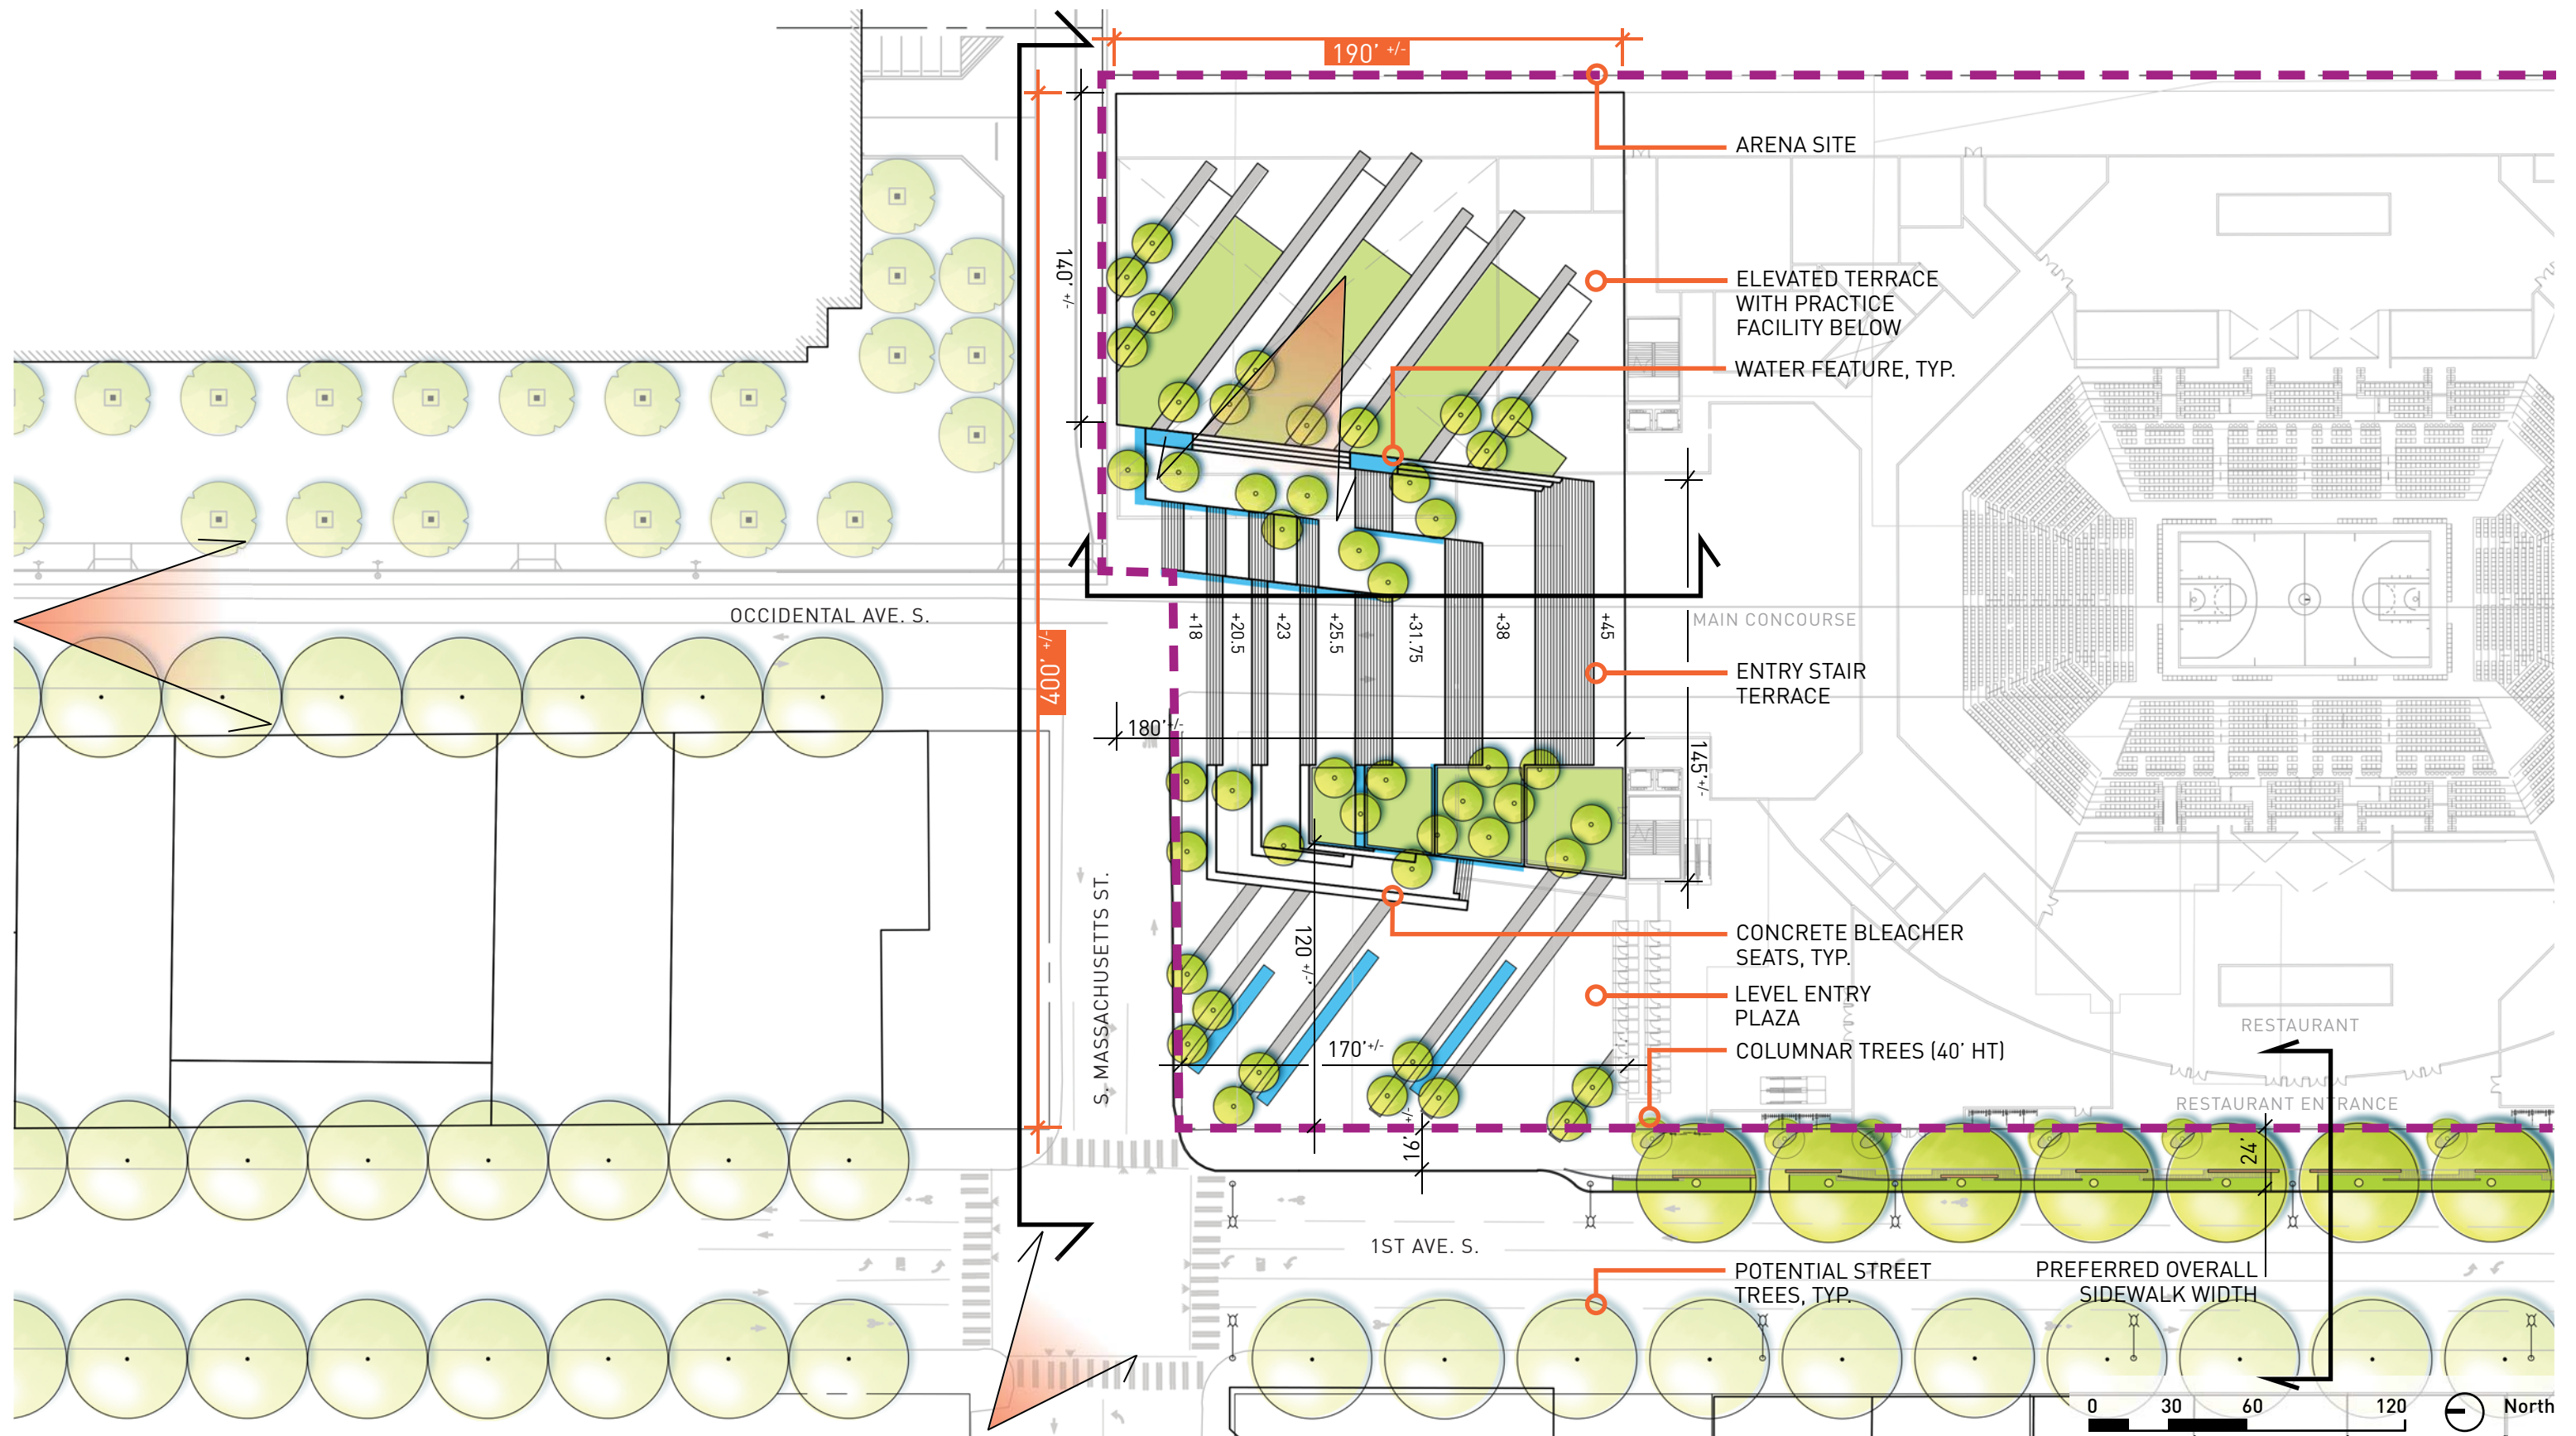 190' +/-
ARENA SITE
140' +/-
ELEVATED TERRACE
WITH PRACTICE
FACILITY BELOW
WATER FEATURE, TYP.
OCCIDENTAL AVE. S.
400' +/-
+18
+20.5
+23
+25.5
+31.75
+38
+45
MAIN CONCOURSE
ENTRY STAIR
TERRACE
180' +/-
145' +/-
S. MASSACHUSETTS ST.
120' +/-
CONCRETE BLEACHER
SEATS, TYP.
LEVEL ENTRY
PLAZA
RESTAURANT
170' +/-
COLUMNAR TREES (40' HT)
RESTAURANT ENTRANCE
16' +/-
24'
1ST AVE. S.
POTENTIAL STREET
TREES, TYP.
PREFERRED OVERALL
SIDEWALK WIDTH
0 30 60 120
North